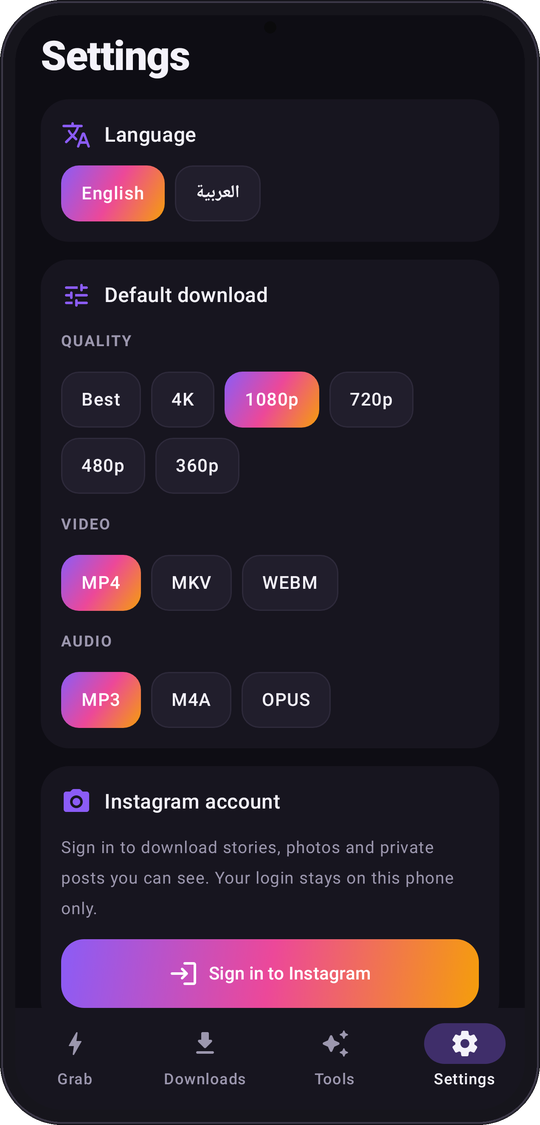 Settings
Language
English
العربية
Default download
QUALITY
Best
4K
1080p
720p
480p
360p
VIDEO
MP4
MKV
WEBM
AUDIO
MP3
M4A
OPUS
Instagram account
Sign in to download stories, photos and private
posts you can see. Your login stays on this phone
only.
Sign in to Instagram
Grab
Downloads
Tools
Settings